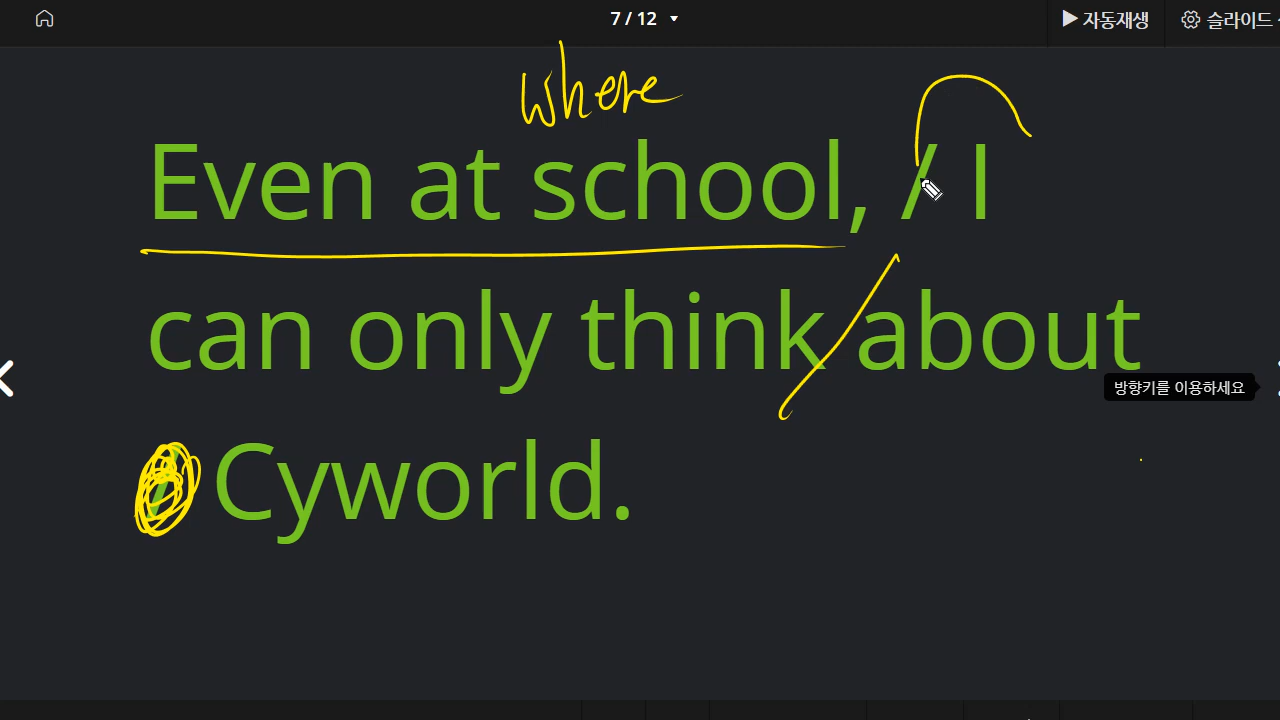 7 / 12
자동재생
슬라이드
where
Even at school, / I
can only think / about
방향키를 이용하세요
Cyworld.